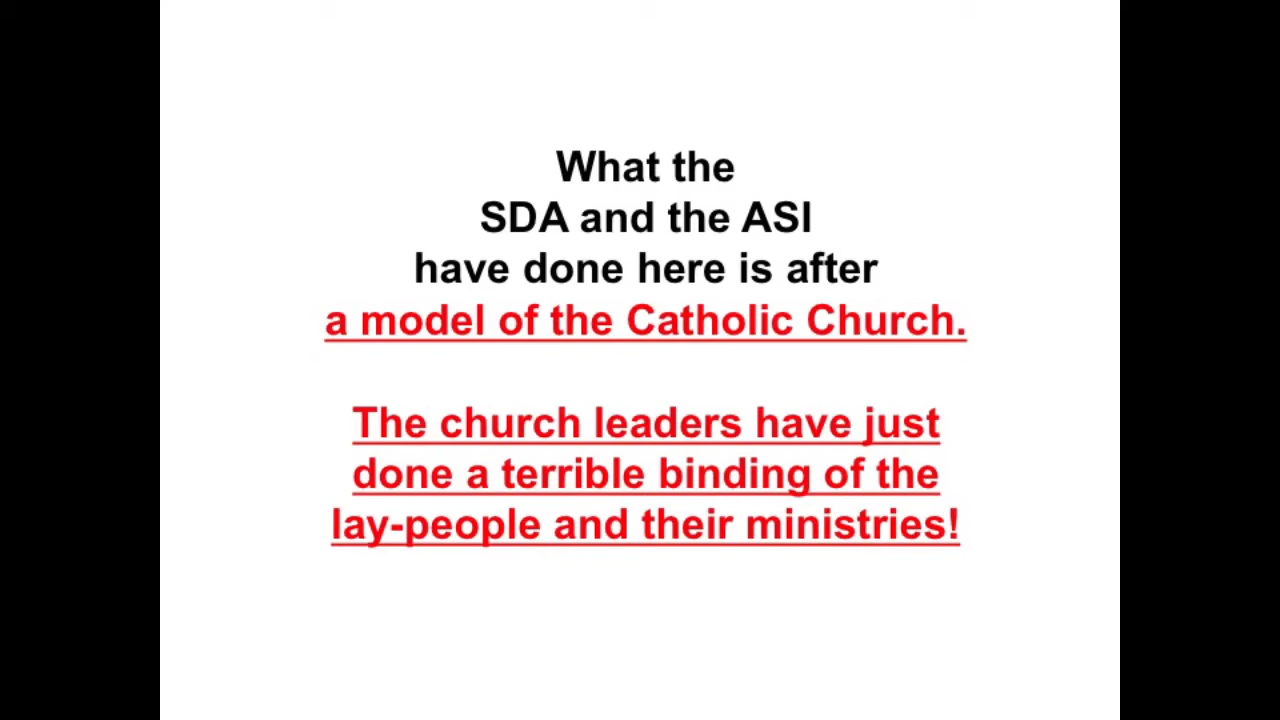 What the
SDA and the ASI
have done here is after
a model of the Catholic Church.
The church leaders have just
done a terrible binding of the
lay-people and their ministries!